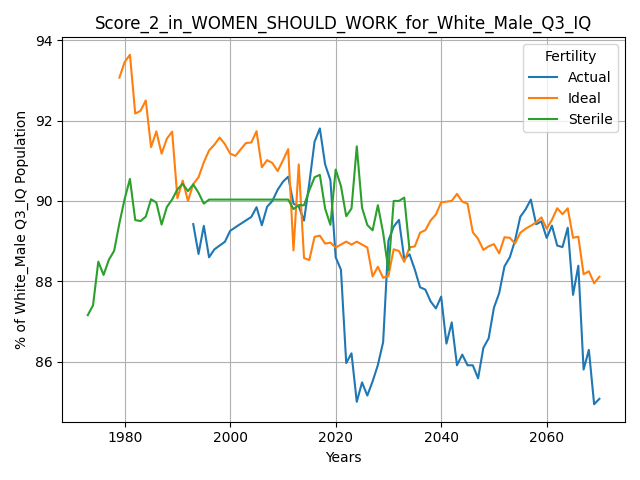 Score_2_in_WOMEN_SHOULD_WORK_for_White_Male_Q3_IQ
% of White_Male Q3_IQ Population
94
92
90
88
86
Fertility
Actual
Ideal
Sterile
1980
2000
2020
2040
2060
Years